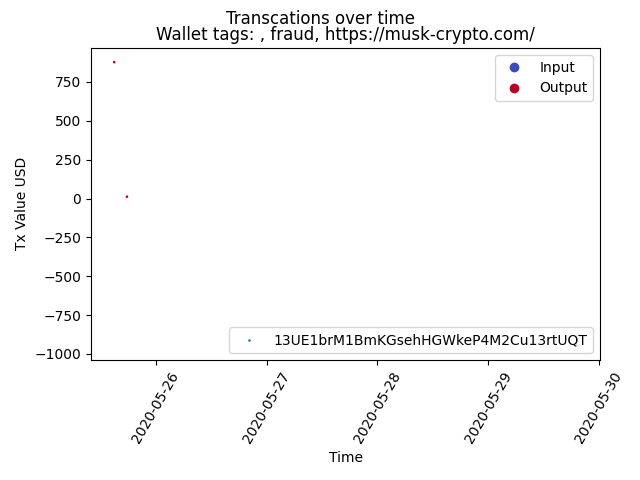 Transcations over time
Wallet tags: , fraud, https://musk-crypto.com/
Input
Output
Tx Value USD
750
500
250
0
−250
−500
−750
−1000
13UE1brM1BmKGsehHGWkeP4M2Cu13rtUQT
2020-05-26
2020-05-27
2020-05-28
2020-05-29
2020-05-30
Time